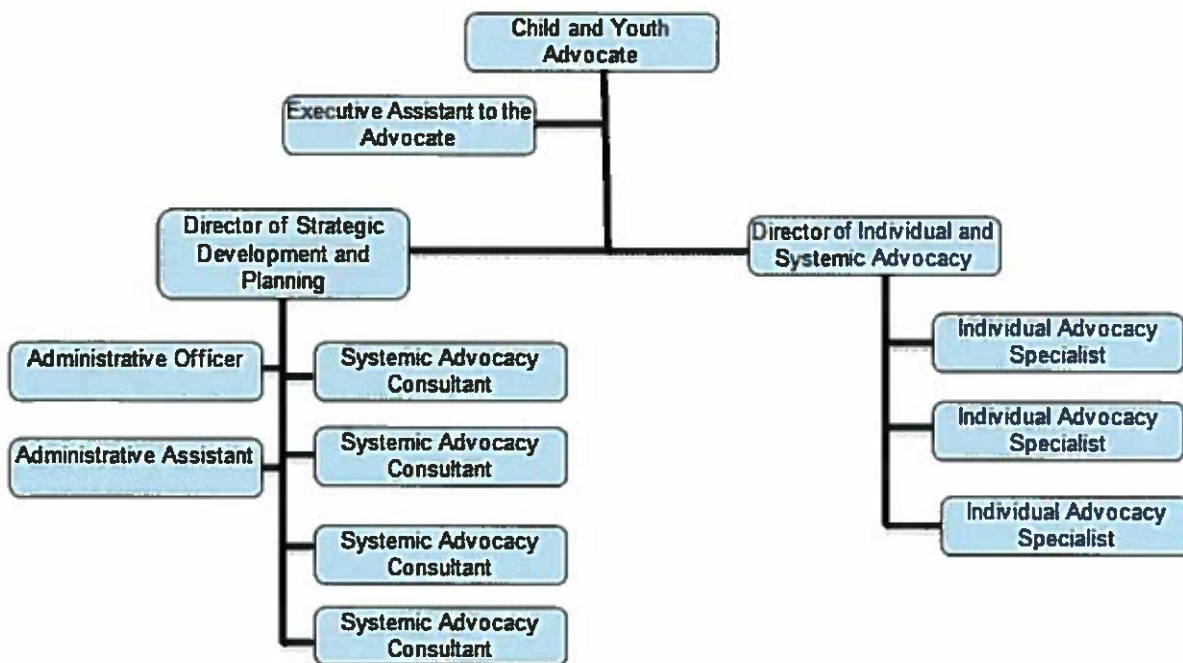 Child and Youth
Advocate
Executive Assistant to the
Advocate
Director of Strategic
Development and
Planning
Director of Individual and
Systemic Advocacy
Administrative Officer
Administrative Assistant
Systemic Advocacy
Consultant
Systemic Advocacy
Consultant
Systemic Advocacy
Consultant
Systemic Advocacy
Consultant
Individual Advocacy
Specialist
Individual Advocacy
Specialist
Individual Advocacy
Specialist